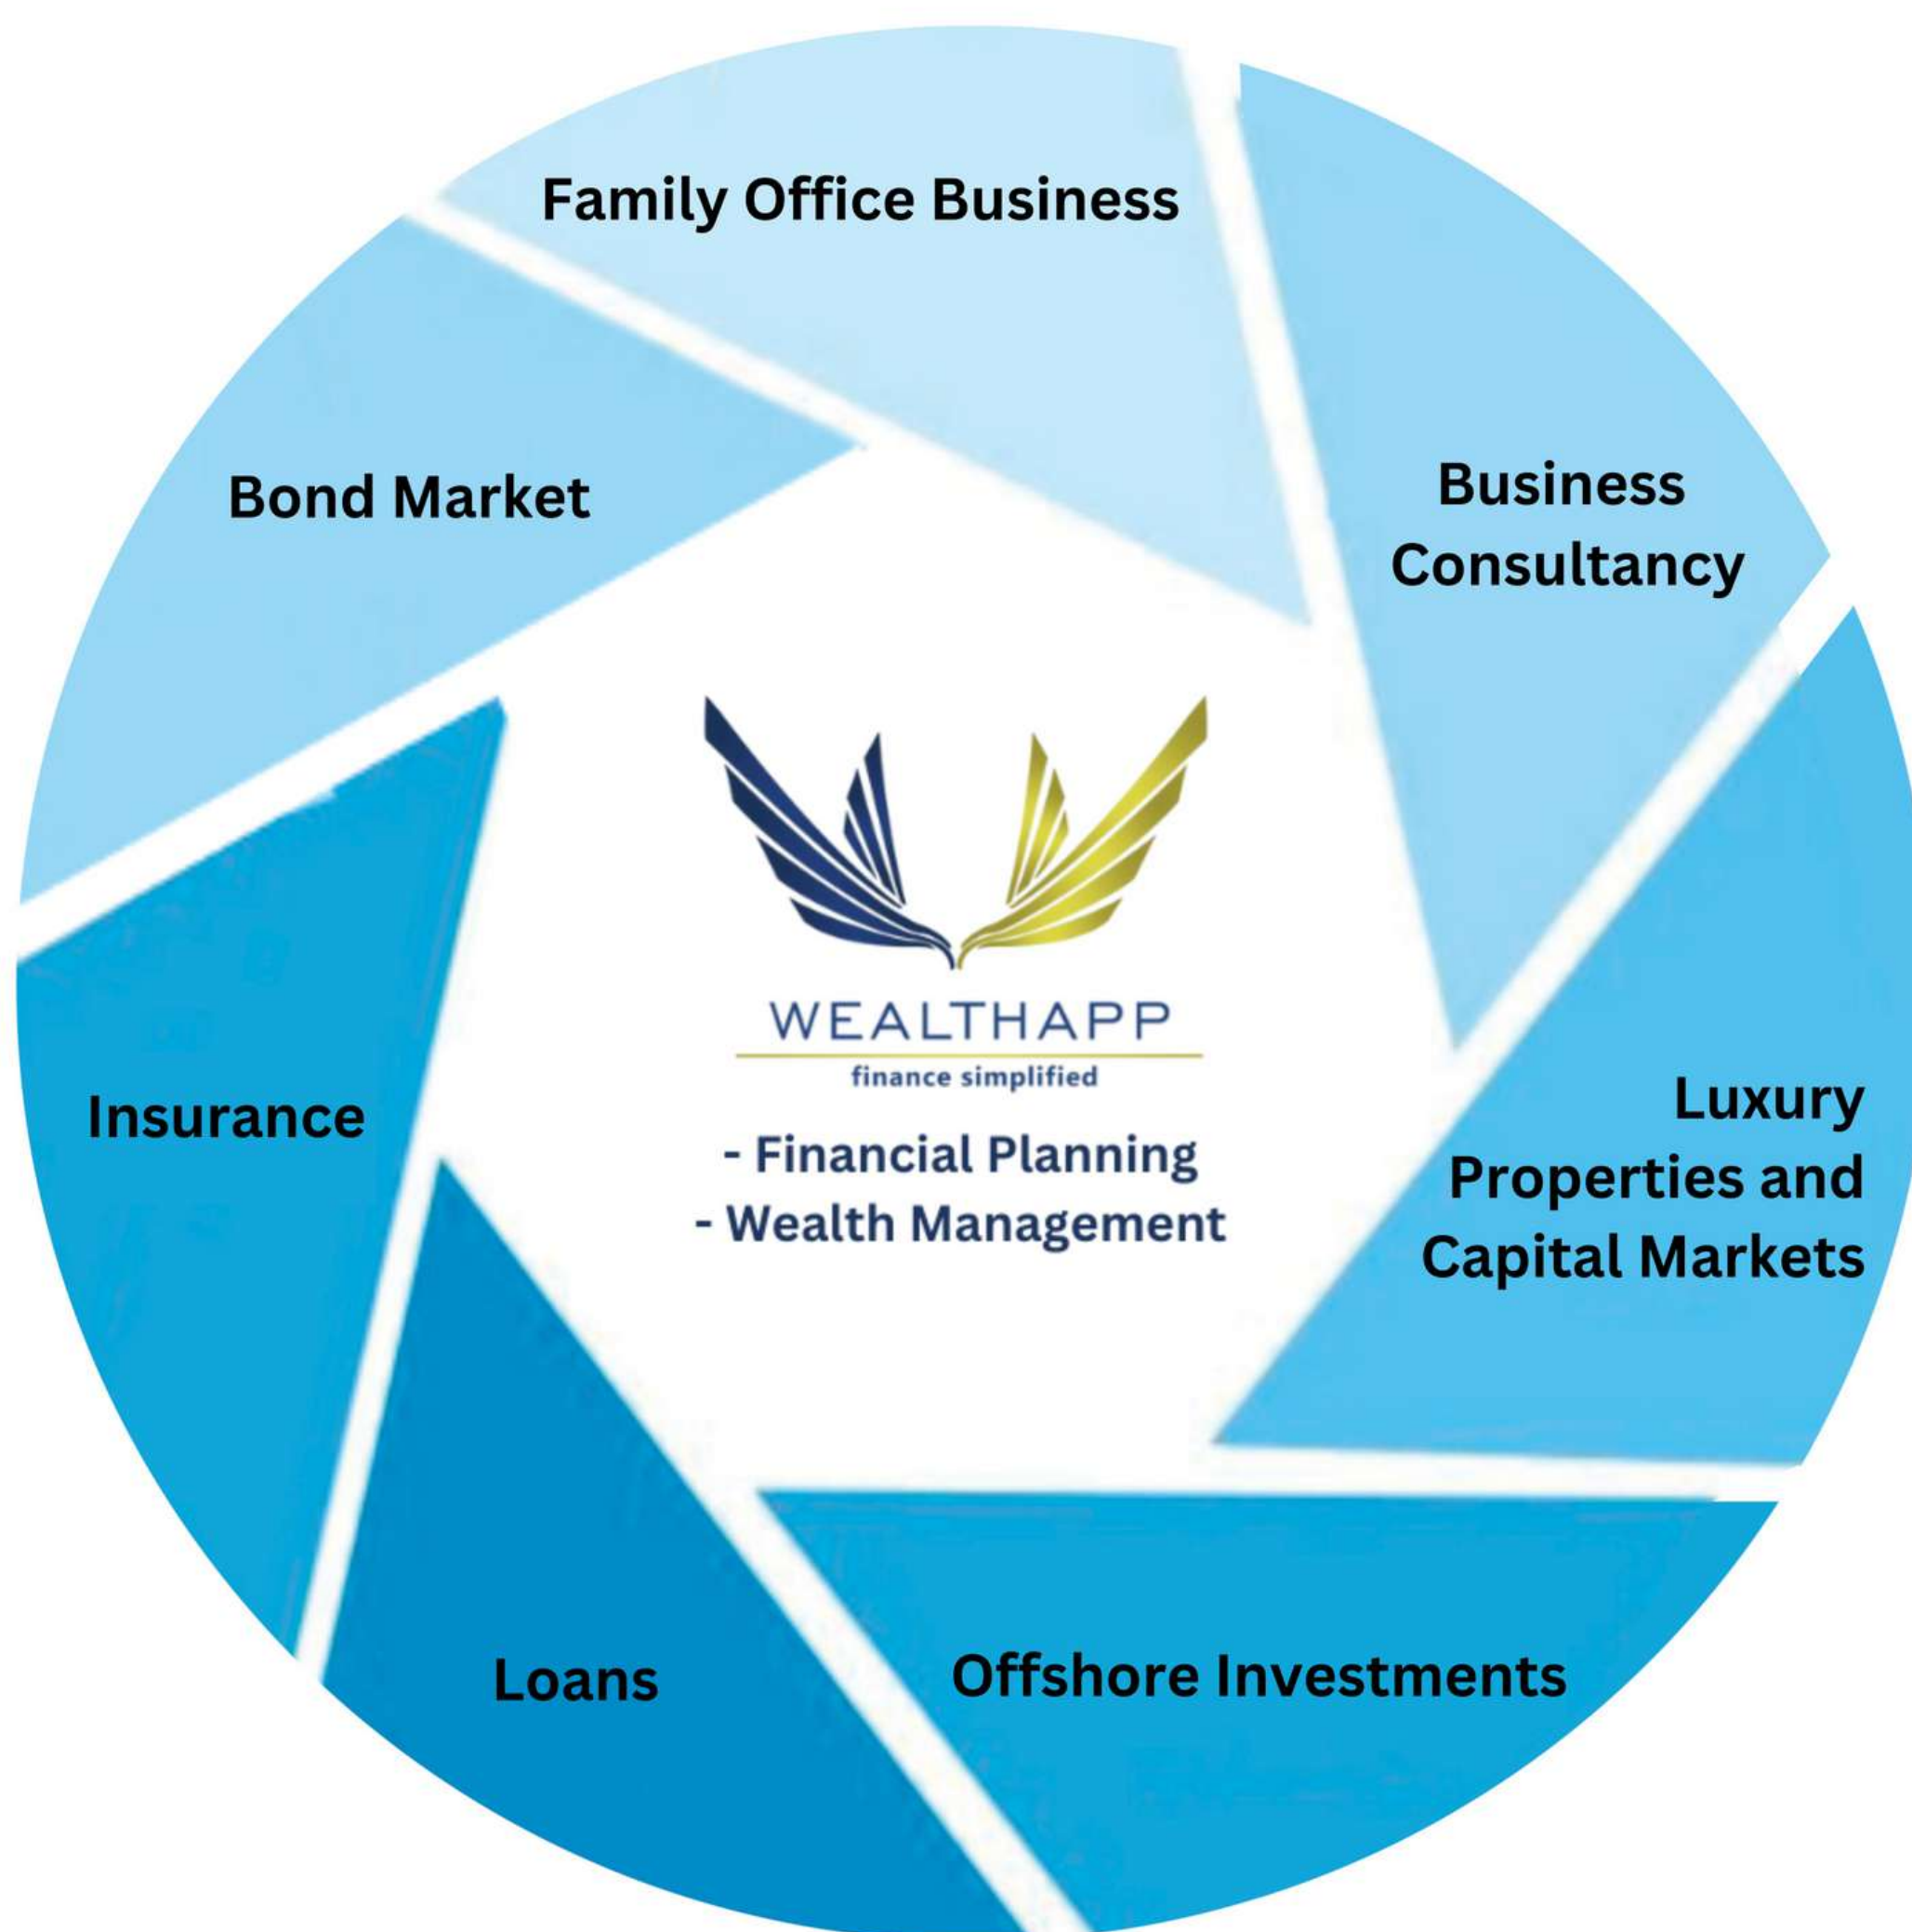 Family Office Business
Bond Market
Business
Consultancy
WEALTHAPP
finance simplified
- Financial Planning
- Wealth Management
Insurance
Luxury
Properties and
Capital Markets
Loans
Offshore Investments